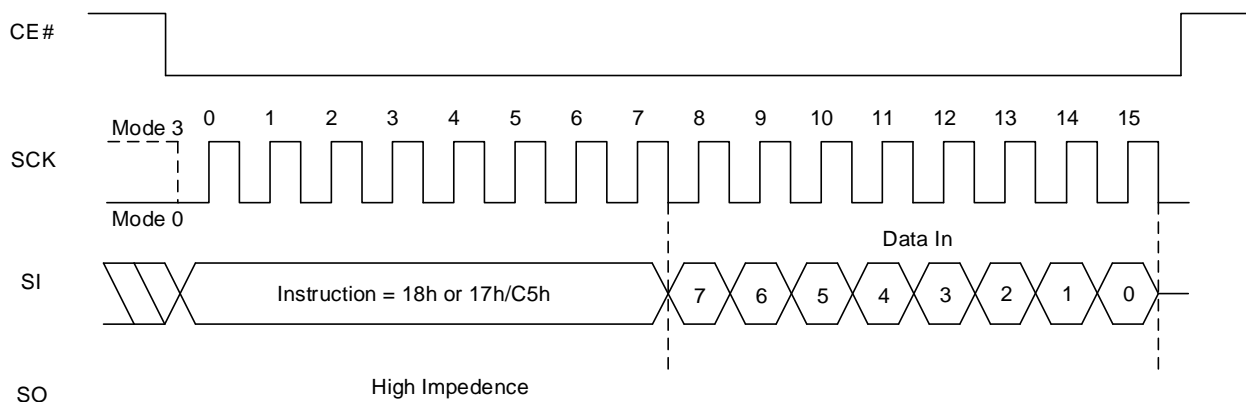 CE#
0 1 2 3 4 5 6 7 8 9 10 11 12 13 14 15
Mode 3
SCK
Mode 0
Data In
SI
Instruction = 18h or 17h/C5h
7 6 5 4 3 2 1 0
High Impedence
SO